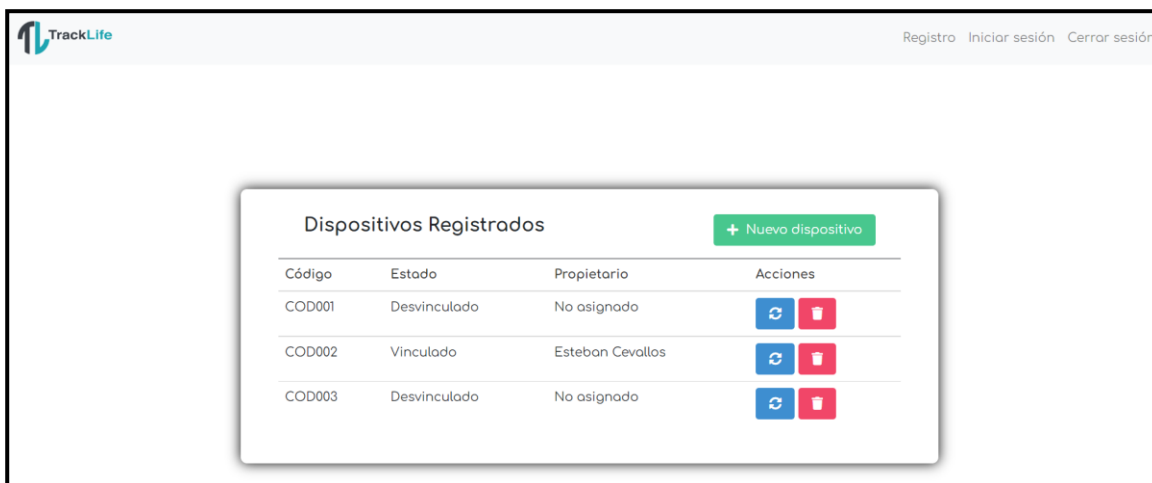 TrackLife
Registro Iniciar sesión Cerrar sesión
Dispositivos Registrados
+ Nuevo dispositivo
Código Estado Propietario Acciones
COD001 Desvinculado No asignado
COD002 Vinculado Esteban Cevallos
COD003 Desvinculado No asignado